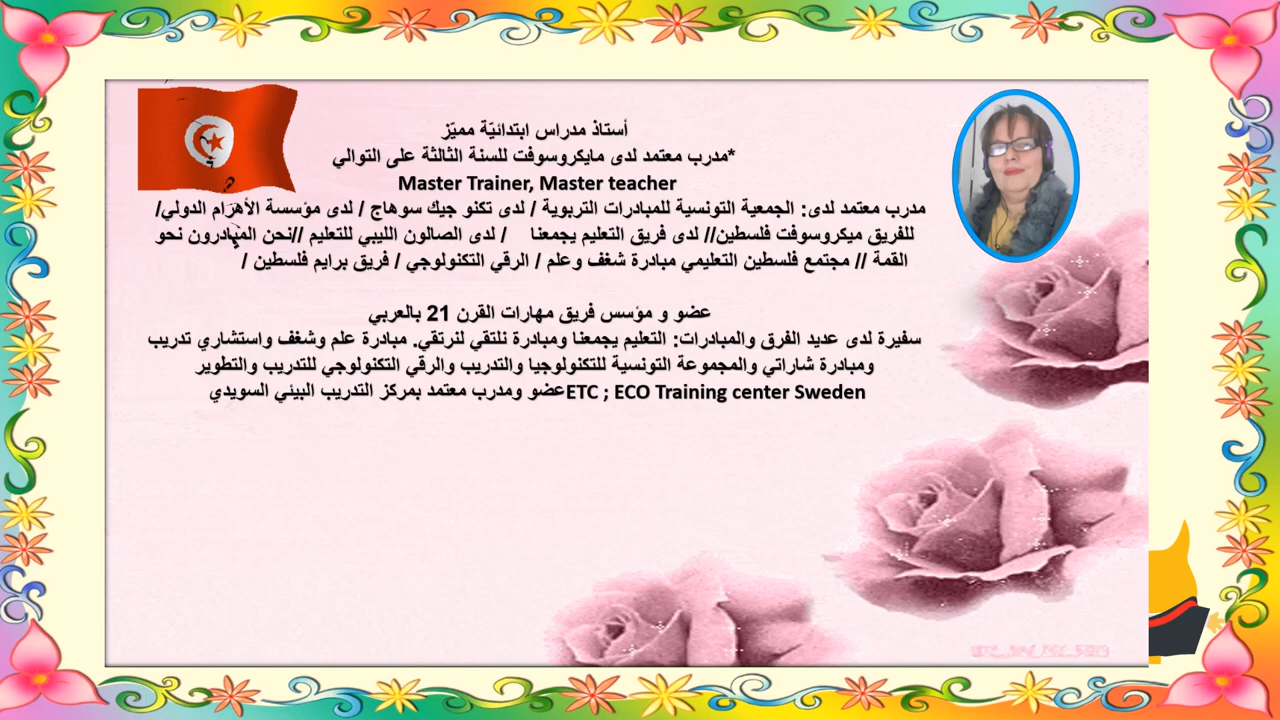 أستاذ مدراس ابتدائيّة مميّز
*مدرب معتمد لدى مايكروسوفت للسنة الثالثة على التوالي
Master Trainer, Master teacher
مدرب معتمد لدى: الجمعية التونسية للمبادرات التربوية / لدى تكنو جيك سوهاج / لدى مؤسسة الأهرام الدولي/
للفريق ميكروسوفت فلسطين// لدى فريق التعليم يجمعنا / لدى الصالون الليبي للتعليم //نحن المبادرون نحو
القمة // مجتمع فلسطين التعليمي مبادرة شغف وعلم / الرقي التكنولوجي / فريق برايم فلسطين /
عضو و مؤسس فريق مهارات القرن 21 بالعربي
سفيرة لدى عديد الفرق والمبادرات: التعليم يجمعنا ومبادرة نلتقي لنرتقي. مبادرة علم وشغف واستشاري تدريب
ومبادرة شاراتي والمجموعة التونسية للتكنولوجيا والتدريب والرقي التكنولوجي للتدريب والتطوير
عضو ومدرب معتمد بمركز التدريب البيئي السويديETC ; ECO Training center Sweden